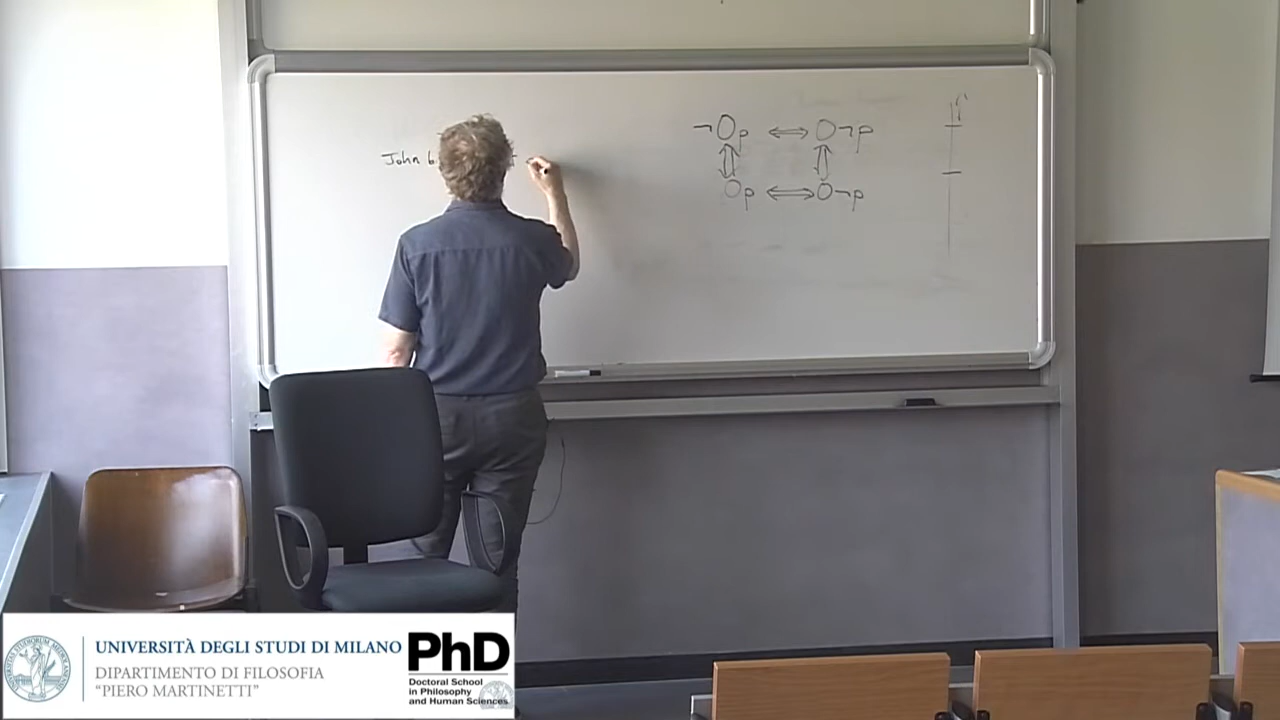 John
¬Op ⇔ O¬p
⇕ ⇕
Op ⇔ O¬p
UNIVERSITÀ DEGLI STUDI DI MILANO
DIPARTIMENTO DI FILOSOFIA
"PIERO MARTINETTI"
PhD
Doctoral School
in Philosophy
and Human Sciences